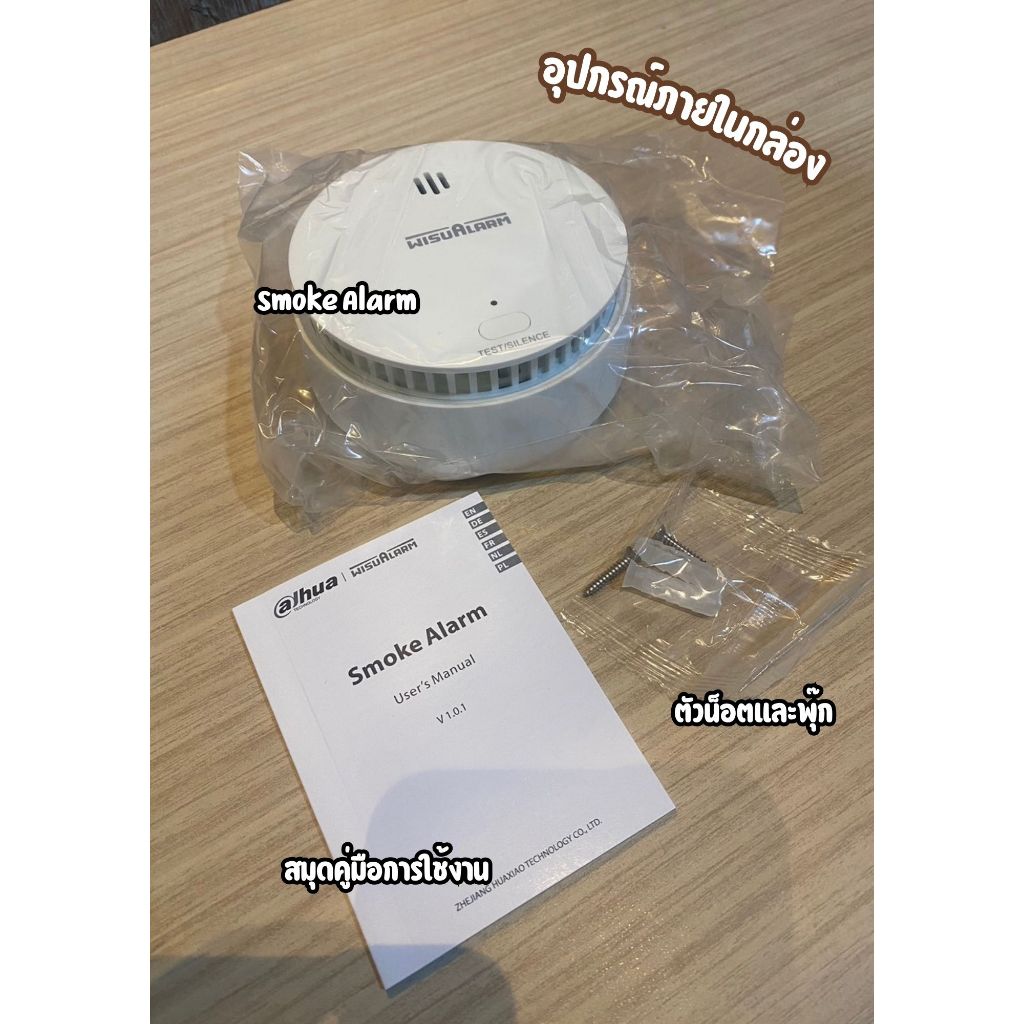 อุปกรณ์ภายในกล่อง
WISUALARM
Smoke Alarm
TEST/SILENCE
EN
DE
ES
FR
NL
PL
alhua | WISUALARM
TECHNOLOGY
Smoke Alarm
User's Manual
V 1.0.1
ตัวน็อตและพุ๊ก
สมุดคู่มือการใช้งาน
ZHEJIANG HUAXIAO TECHNOLOGY CO., LTD.